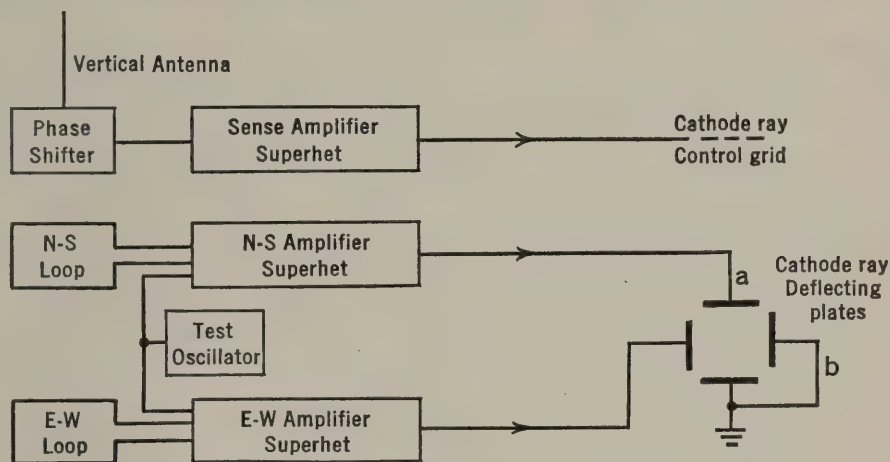 Vertical Antenna
Phase
Shifter
Sense Amplifier
Superhet
Cathode ray
Control grid
N-S
Loop
N-S Amplifier
Superhet
a
Cathode ray
Deflecting
plates
Test
Oscillator
b
E-W
Loop
E-W Amplifier
Superhet